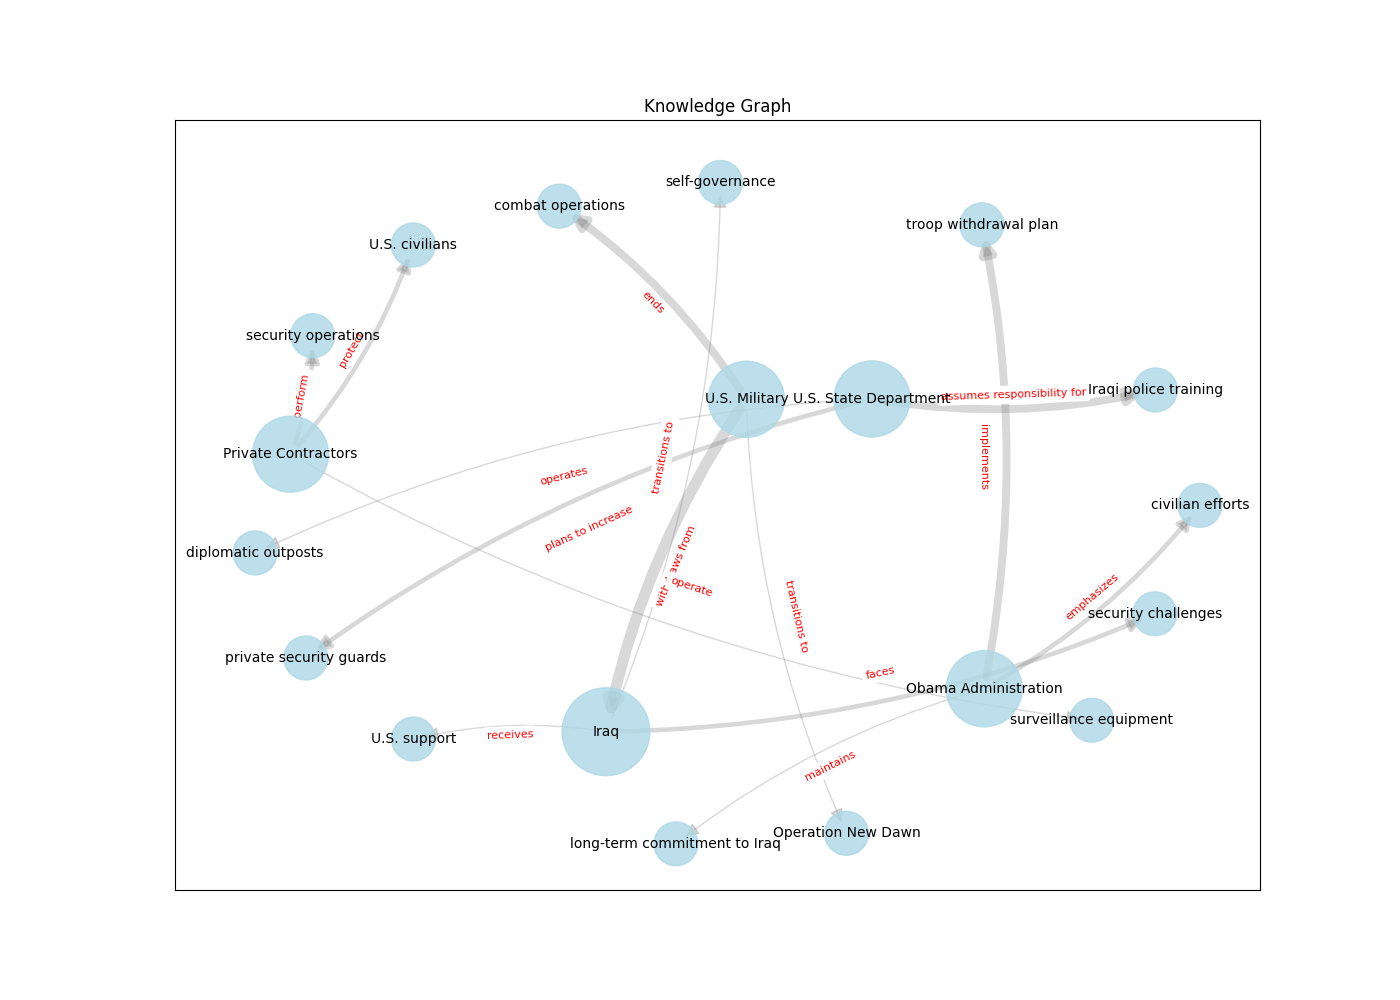 Knowledge Graph
self-governance
combat operations
troop withdrawal plan
U.S. civilians
ends
security operations
protect
perform
U.S. Military
U.S. State Department
assumes responsibility for
Iraqi police training
Private Contractors
transitions to
implements
operates
plans to increase
civilian efforts
diplomatic outposts
from
operate
transitions to
emphasizes
security challenges
private security guards
faces
Obama Administration
surveillance equipment
U.S. support
receives
Iraq
maintains
long-term commitment to Iraq
Operation New Dawn